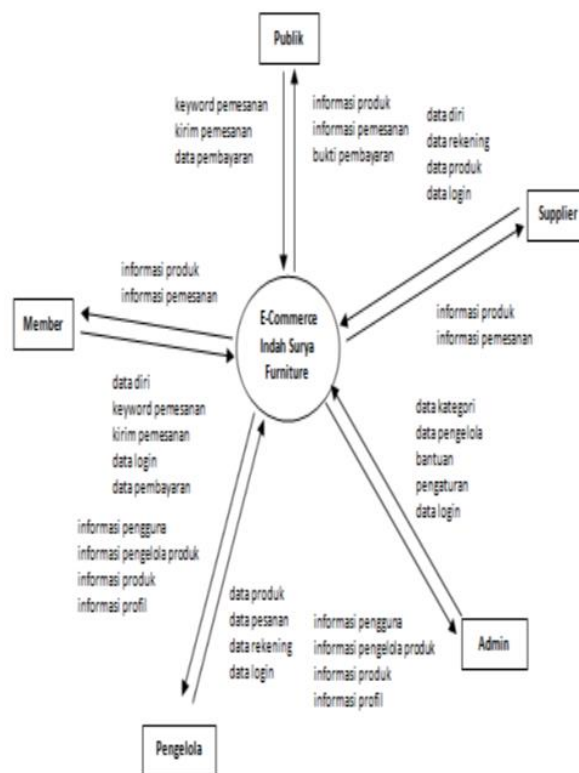 Publik
keyword pemesanan
kirim pemesanan
data pembayaran
informasi produk
informasi pemesanan
bukti pembayaran
data diri
data rekening
data produk
data login
Supplier
informasi produk
informasi pemesanan
Member
informasi produk
informasi pemesanan
E-Commerce
Indah Surya
Furniture
data diri
keyword pemesanan
kirim pemesanan
data login
data pembayaran
data kategori
data pengelola
bantuan
pengaturan
data login
informasi pengguna
informasi pengelola produk
informasi produk
informasi profil
data produk
data pesanan
data rekening
data login
informasi pengguna
informasi pengelola produk
informasi produk
informasi profil
Admin
Pengelola